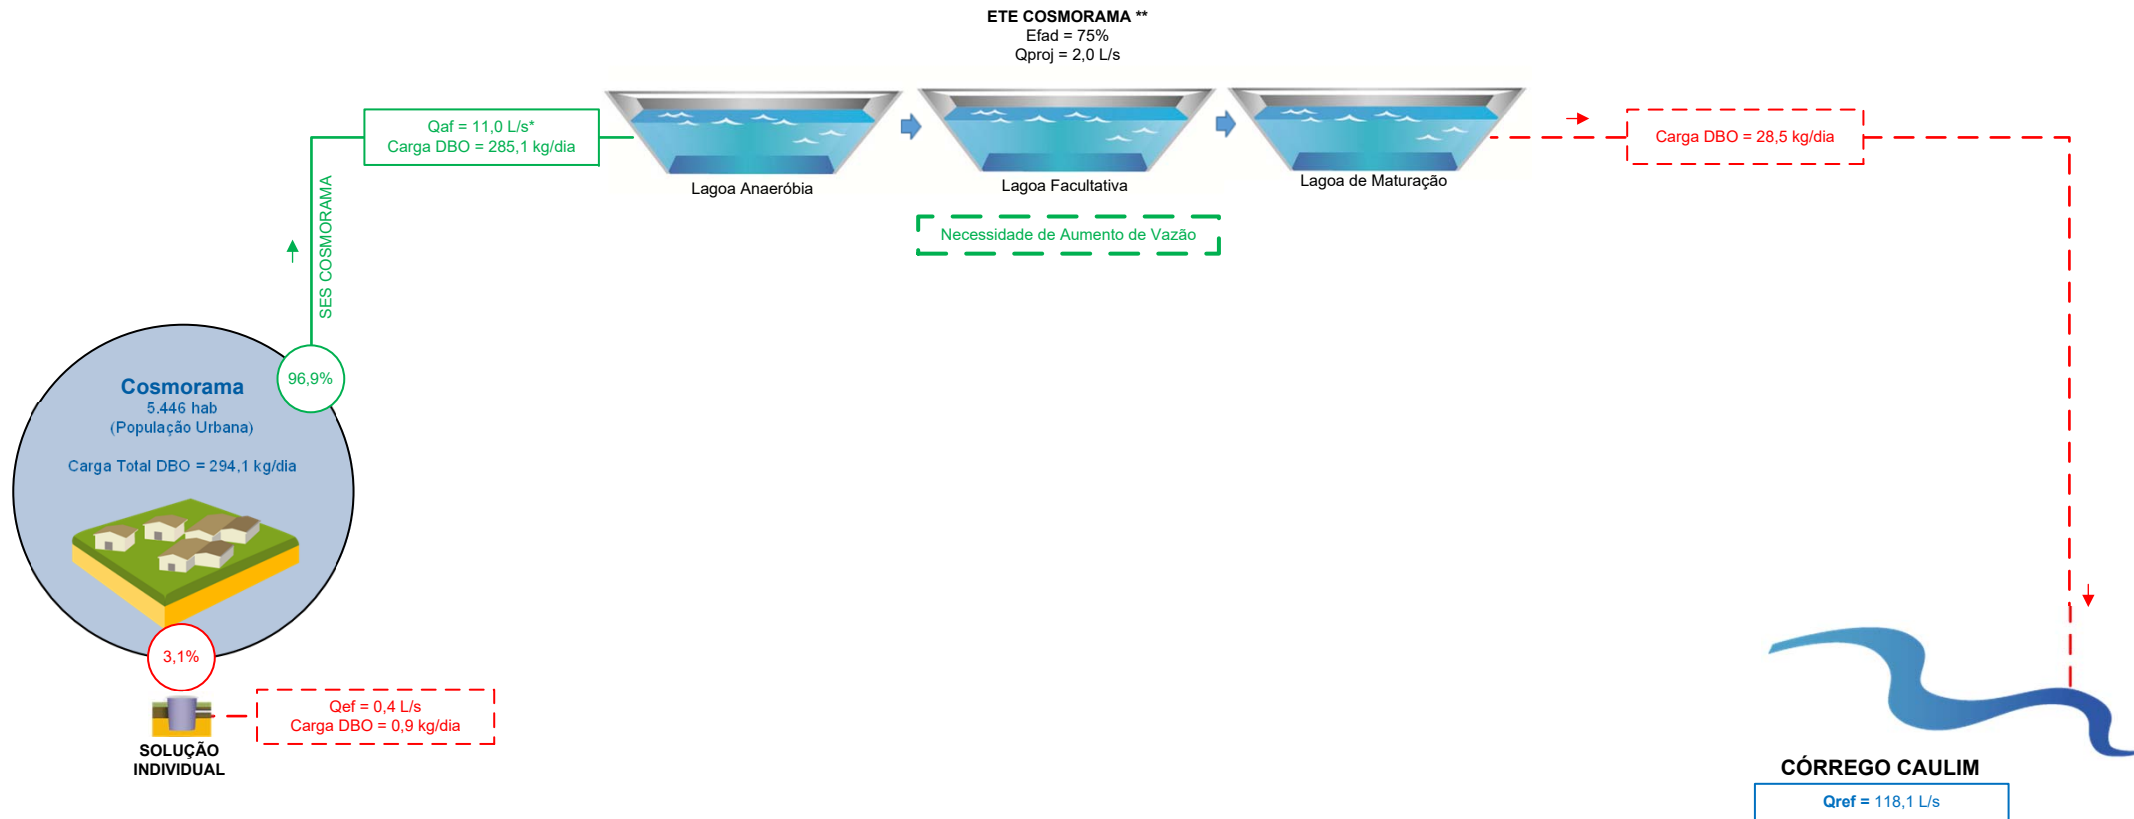 ETE COSMORAMA **
Efad = 75%
Qproj = 2,0 L/s
Qaf = 11,0 L/s*
Carga DBO = 285,1 kg/dia
Carga DBO = 28,5 kg/dia
Lagoa Anaeróbia
Lagoa Facultativa
Lagoa de Maturação
Necessidade de Aumento de Vazão
SES COSMORAMA
96,9%
Cosmorama
5.446 hab
(População Urbana)
Carga Total DBO = 294,1 kg/dia
3,1%
Qef = 0,4 L/s
Carga DBO = 0,9 kg/dia
SOLUÇÃO
INDIVIDUAL
CÓRREGO CAULIM
Qref = 118,1 L/s